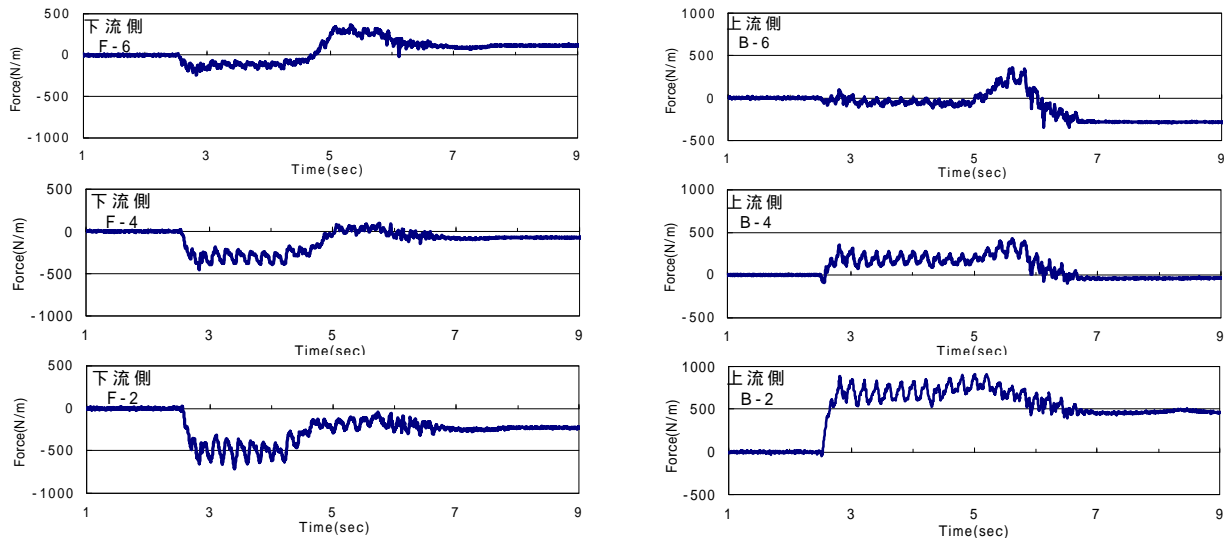 500
0
-500
-1000
Force(N/m)
下流側
F-6
1 3 5 7 9
Time(sec)
1000
500
0
-500
Force(N/m)
上流側
B-6
1 3 5 7 9
Time(sec)
500
0
-500
-1000
Force(N/m)
下流側
F-4
1 3 5 7 9
Time(sec)
1000
500
0
-500
Force(N/m)
上流側
B-4
1 3 5 7 9
Time(sec)
500
0
-500
-1000
Force(N/m)
下流側
F-2
1 3 5 7 9
Time(sec)
1000
500
0
-500
Force(N/m)
上流側
B-2
1 3 5 7 9
Time(sec)